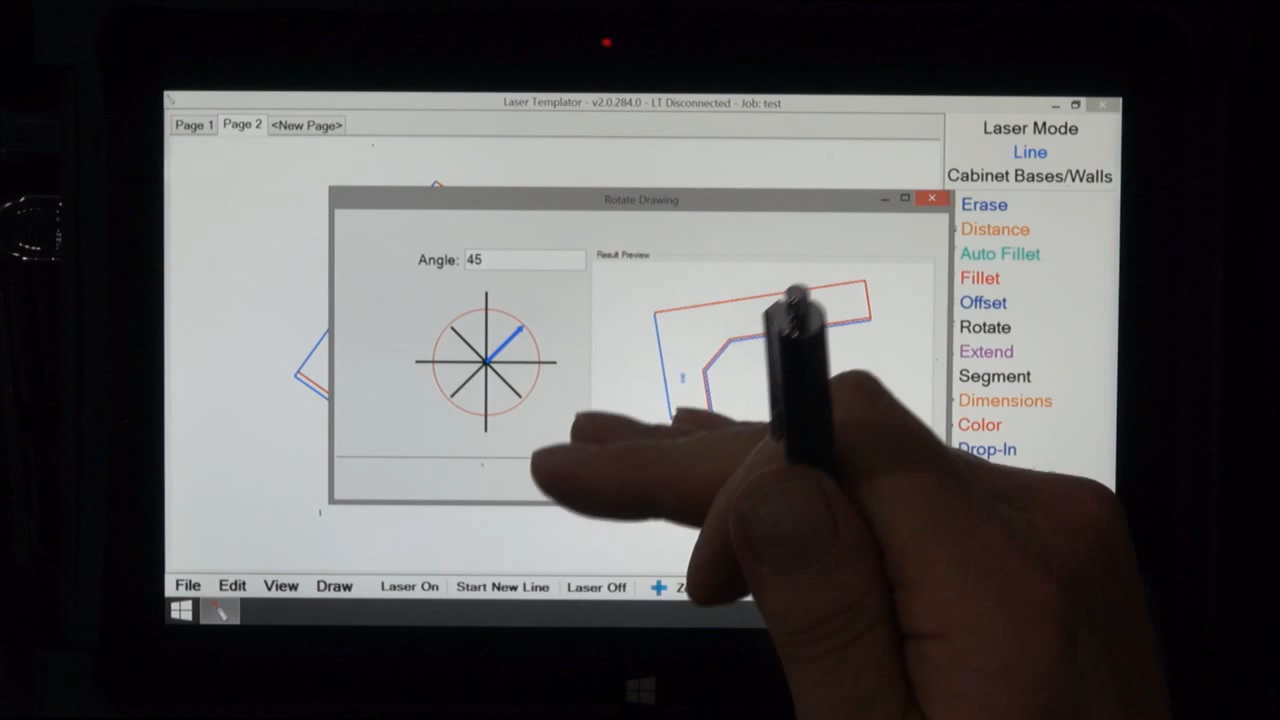 Laser Templator - v2.0.284.0 - LT Disconnected - Job: test
Page 1 Page 2 <New Page>
Laser Mode
Line
Cabinet Bases/Walls
Rotate Drawing
Angle: 45
Result Preview
Erase
Distance
Auto Fillet
Fillet
Offset
Rotate
Extend
Segment
Dimensions
Color
Drop-In
File Edit View Draw Laser On Start New Line Laser Off